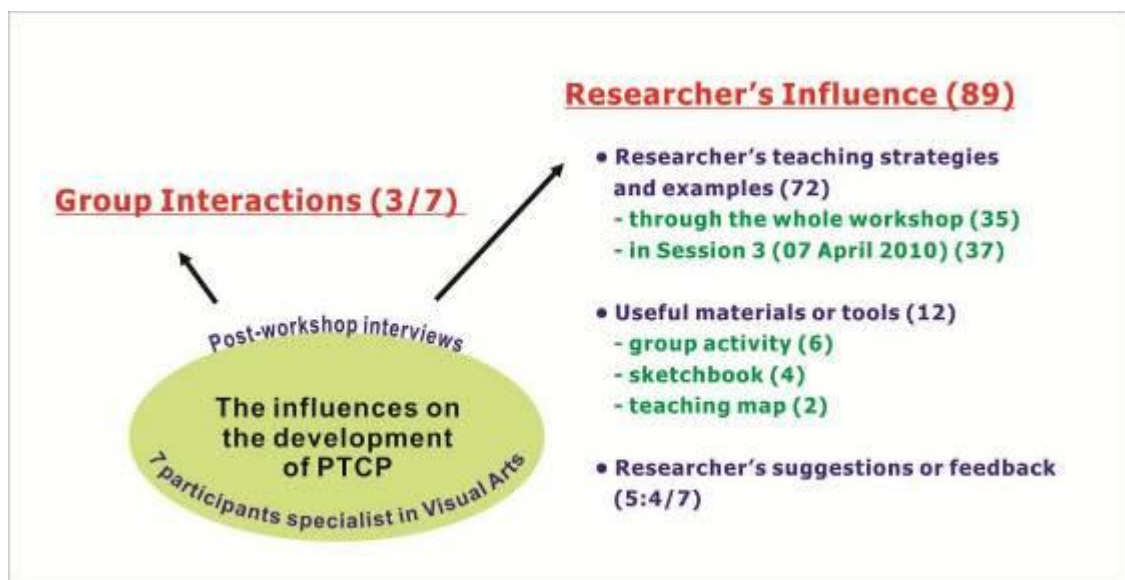 Researcher's Influence (89)
• Researcher's teaching strategies
and examples (72)
- through the whole workshop (35)
- in Session 3 (07 April 2010) (37)
Group Interactions (3/7)
• Useful materials or tools (12)
- group activity (6)
- sketchbook (4)
- teaching map (2)
• Researcher's suggestions or feedback
(5:4/7)
Post-workshop interviews
The influences on
the development
of PTCP
7 participants specialist in Visual Arts